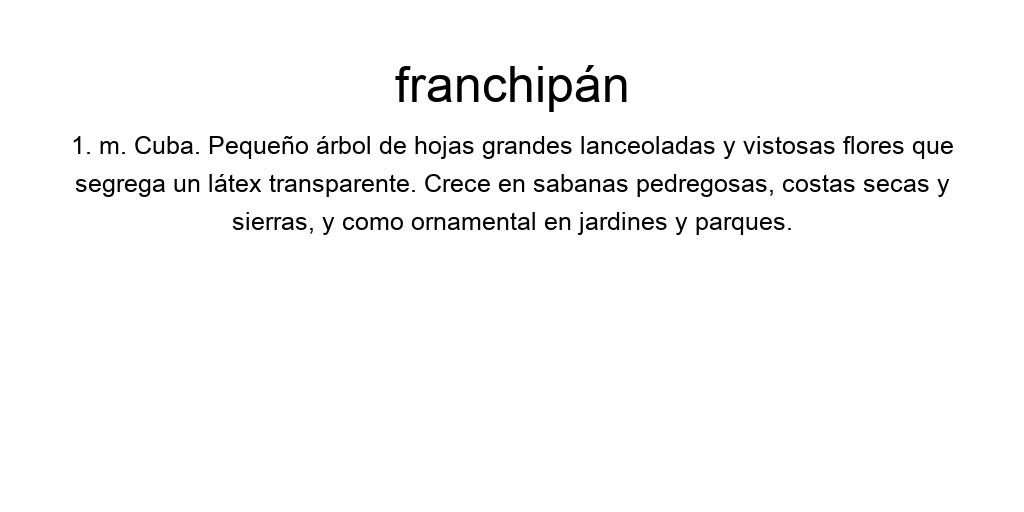 franchipán
1. m. Cuba. Pequeño árbol de hojas grandes lanceoladas y vistosas flores que
segrega un látex transparente. Crece en sabanas pedregosas, costas secas y
sierras, y como ornamental en jardines y parques.